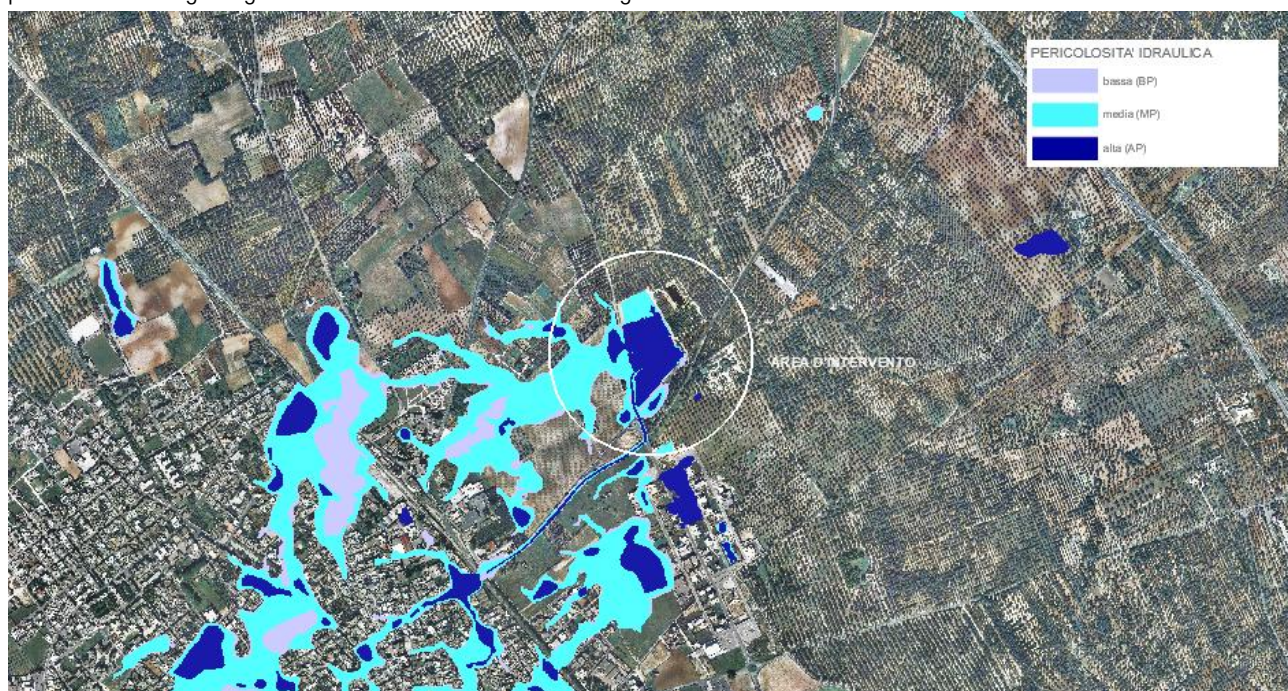 PERICOLOSITA' IDRAULICA
bassa (BP)
media (MP)
alta (AP)
AREA D'INTERVENTO